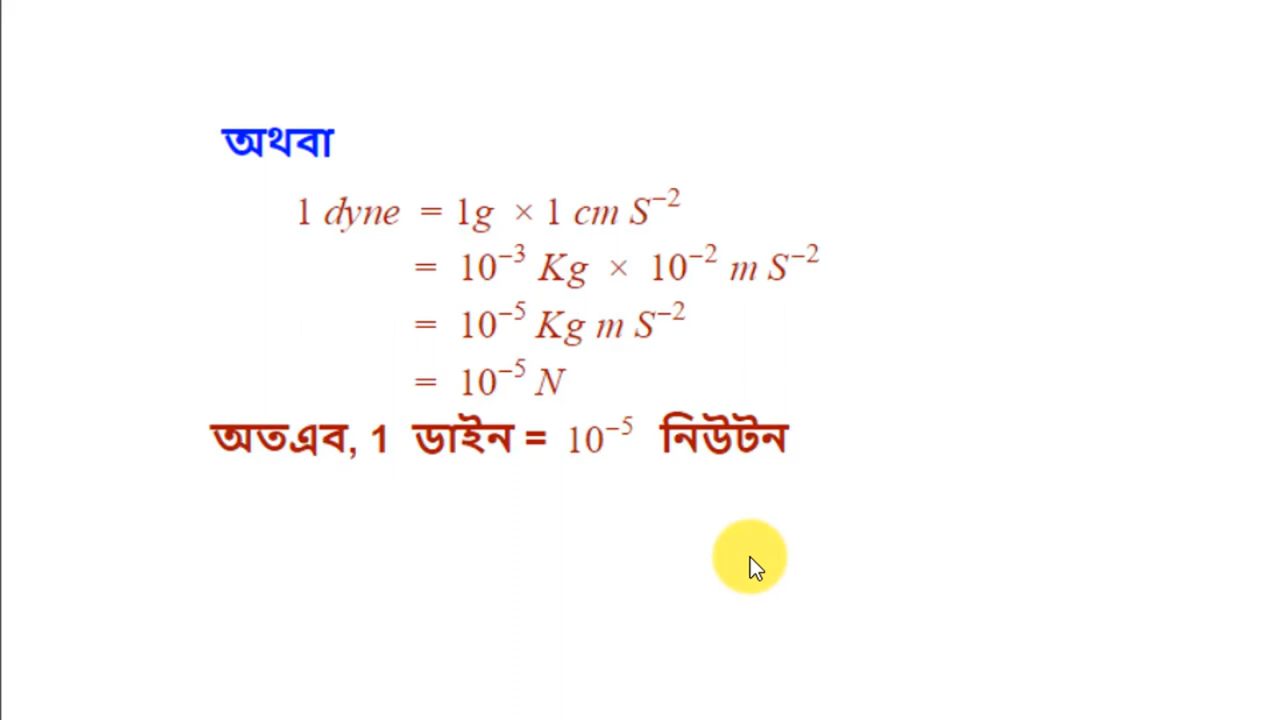 অথবা
1 dyne = 1g × 1 cm S⁻²
= 10⁻³ Kg × 10⁻² m S⁻²
= 10⁻⁵ Kg m S⁻²
= 10⁻⁵ N
অতএব, 1 ডাইন = 10⁻⁵ নিউটন